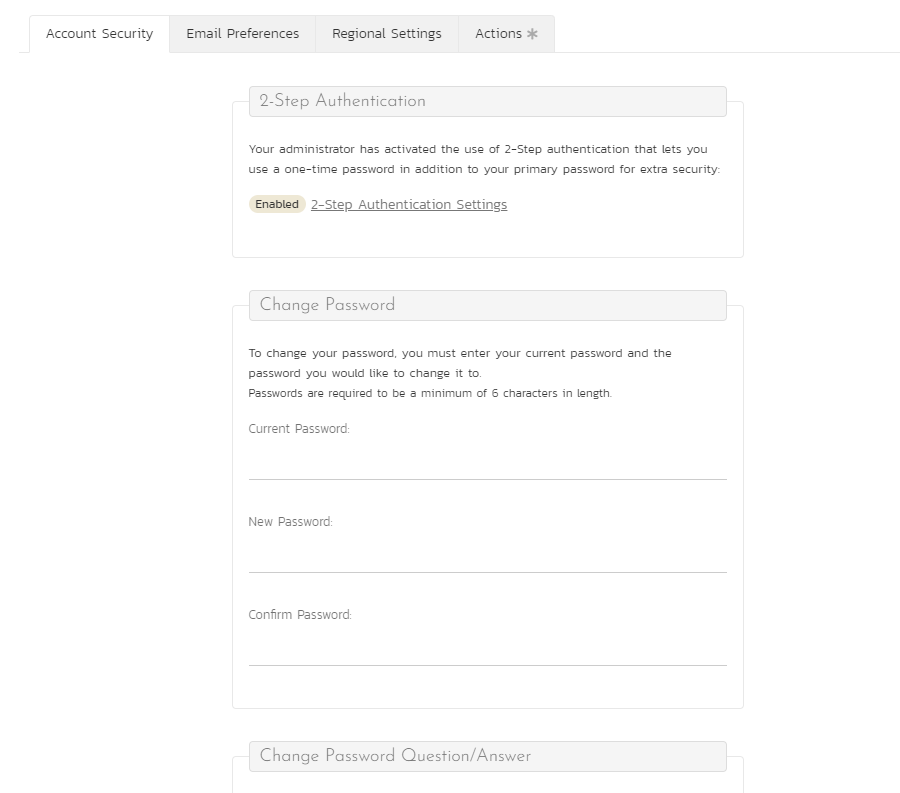 Account Security Email Preferences Regional Settings Actions ✱
2-Step Authentication
Your administrator has activated the use of 2-Step authentication that lets you
use a one-time password in addition to your primary password for extra security:
Enabled 2-Step Authentication Settings
Change Password
To change your password, you must enter your current password and the
password you would like to change it to.
Passwords are required to be a minimum of 6 characters in length.
Current Password:
New Password:
Confirm Password:
Change Password Question/Answer